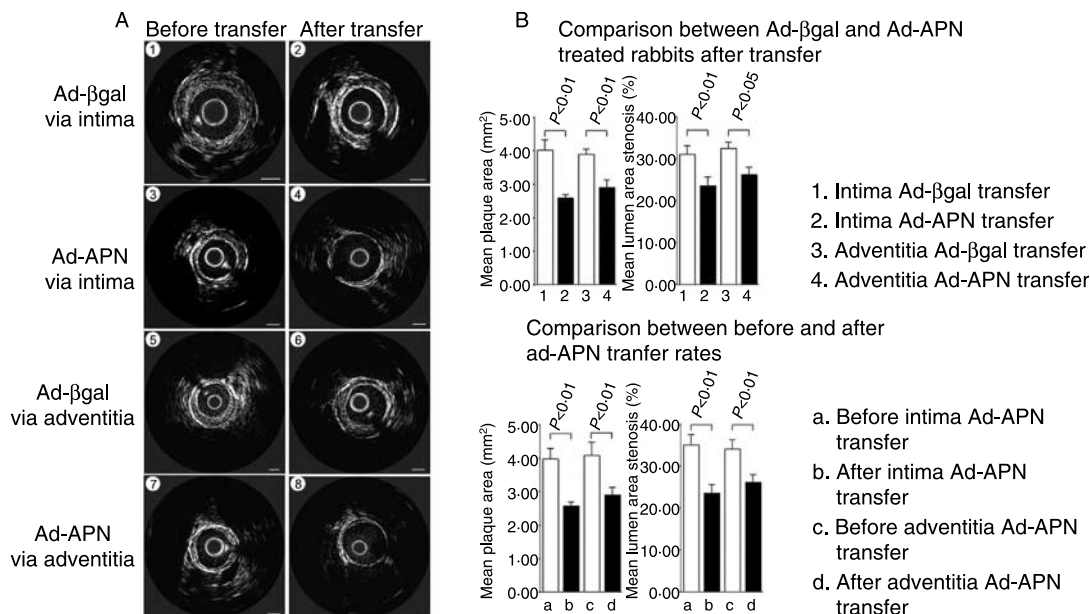 A
Before transfer
After transfer
1
2
Ad-βgal
via intima
3
4
Ad-APN
via intima
5
6
Ad-βgal
via adventitia
7
8
Ad-APN
via adventitia
B
Comparison between Ad-βgal and Ad-APN
treated rabbits after transfer
Mean plaque area (mm²)
5·00
4·00
3·00
2·00
1·00
0·00
P<0·01
P<0·01
1 2 3 4
Mean lumen area stenosis (%)
40·00
30·00
20·00
10·00
0·00
P<0·01
P<0·05
1 2 3 4
1. Intima Ad-βgal transfer
2. Intima Ad-APN transfer
3. Adventitia Ad-βgal transfer
4. Adventitia Ad-APN transfer
Comparison between before and after
ad-APN tranfer rates
Mean plaque area (mm²)
5·00
4·00
3·00
2·00
1·00
0·00
P<0·01
P<0·01
a b c d
Mean lumen area stenosis (%)
40·00
30·00
20·00
10·00
0·00
P<0·01
P<0·01
a b c d
a. Before intima Ad-APN
transfer
b. After intima Ad-APN
transfer
c. Before adventitia Ad-APN
transfer
d. After adventitia Ad-APN
transfer